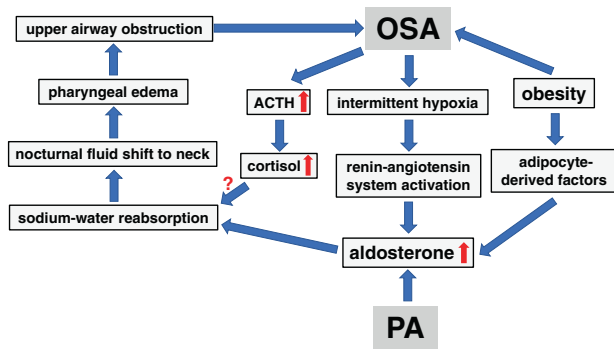 upper airway obstruction
OSA
pharyngeal edema
ACTH
intermittent hypoxia
obesity
nocturnal fluid shift to neck
cortisol
renin-angiotensin
system activation
adipocyte-
derived factors
?
sodium-water reabsorption
aldosterone
PA